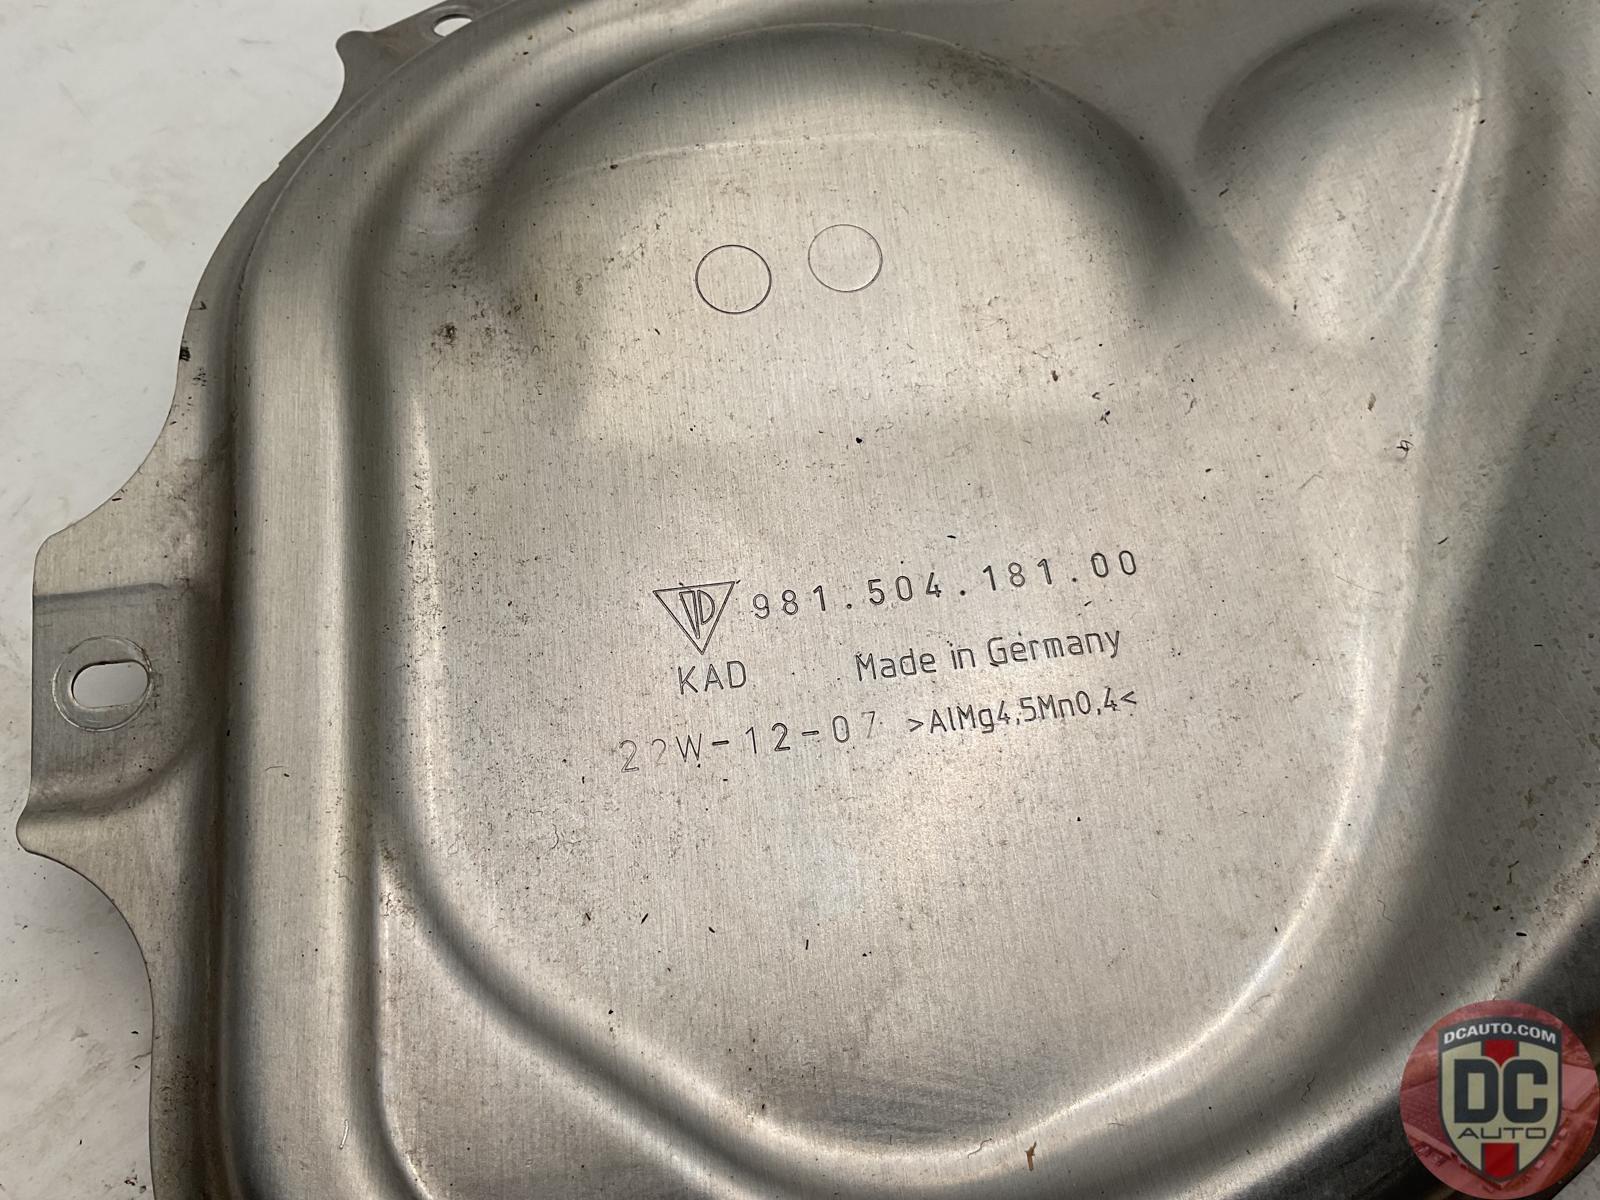 981.504.181.00
KAD Made in Germany
22W-12-07 >AlMg4,5Mn0,4<
DCAUTO.COM
DC
AUTO